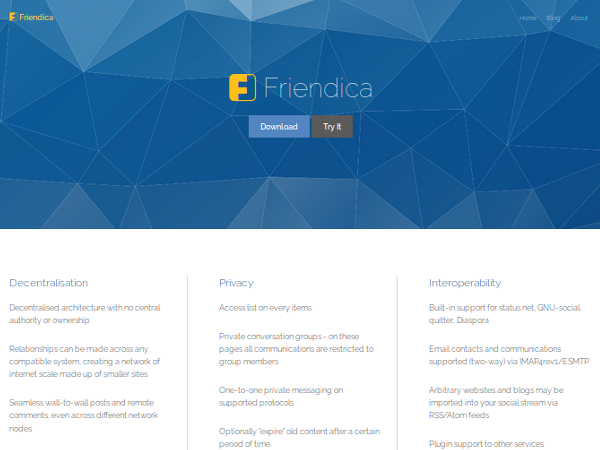 Friendica
Home Blog About
Friendica
Download Try It
Decentralisation
Decentralised architecture with no central
authority or ownership
Relationships can be made across any
compatible system, creating a network of
internet scale made up of smaller sites
Seamless wall-to-wall posts and remote
comments, even across different network
nodes
Privacy
Access list on every items
Private conversation groups - on these
pages all communications are restricted to
group members
One-to-one private messaging on
supported protocols
Optionally "expire" old content after a certain
period of time
Interoperability
Built-in support for status.net, GNU-social,
quitter, Diaspora
Email contacts and communications
supported (two-way) via IMAP4rev1/ESMTP
Arbitrary websites and blogs may be
imported into your social stream via
RSS/Atom feeds
Plugin support to other services